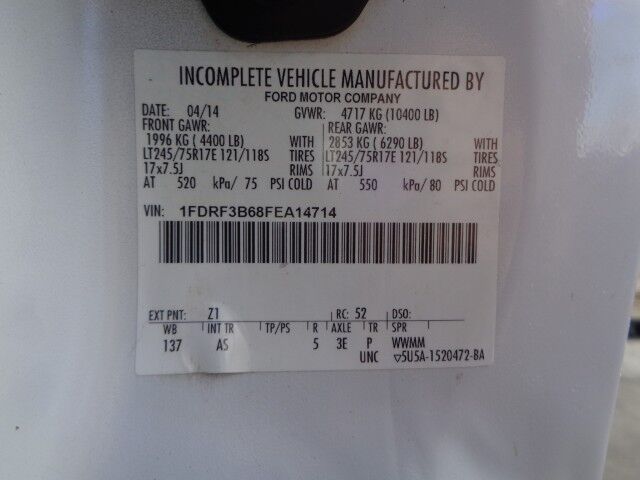 INCOMPLETE VEHICLE MANUFACTURED BY
FORD MOTOR COMPANY
DATE: 04/14 GVWR: 4717 KG (10400 LB)
FRONT GAWR: REAR GAWR:
1996 KG ( 4400 LB) WITH 2853 KG ( 6290 LB) WITH
LT245/75R17E 121/118S TIRES LT245/75R17E 121/118S TIRES
17x7.5J RIMS 17x7.5J RIMS
AT 520 kPa/ 75 PSI COLD AT 550 kPa/ 80 PSI COLD
VIN: 1FDRF3B68FEA14714
EXT PNT: Z1 RC: 52 DSO:
WB INT TR TP/PS R AXLE TR SPR
137 AS 5 3E P WWMM
UNC ▽5U5A-1520472-BA